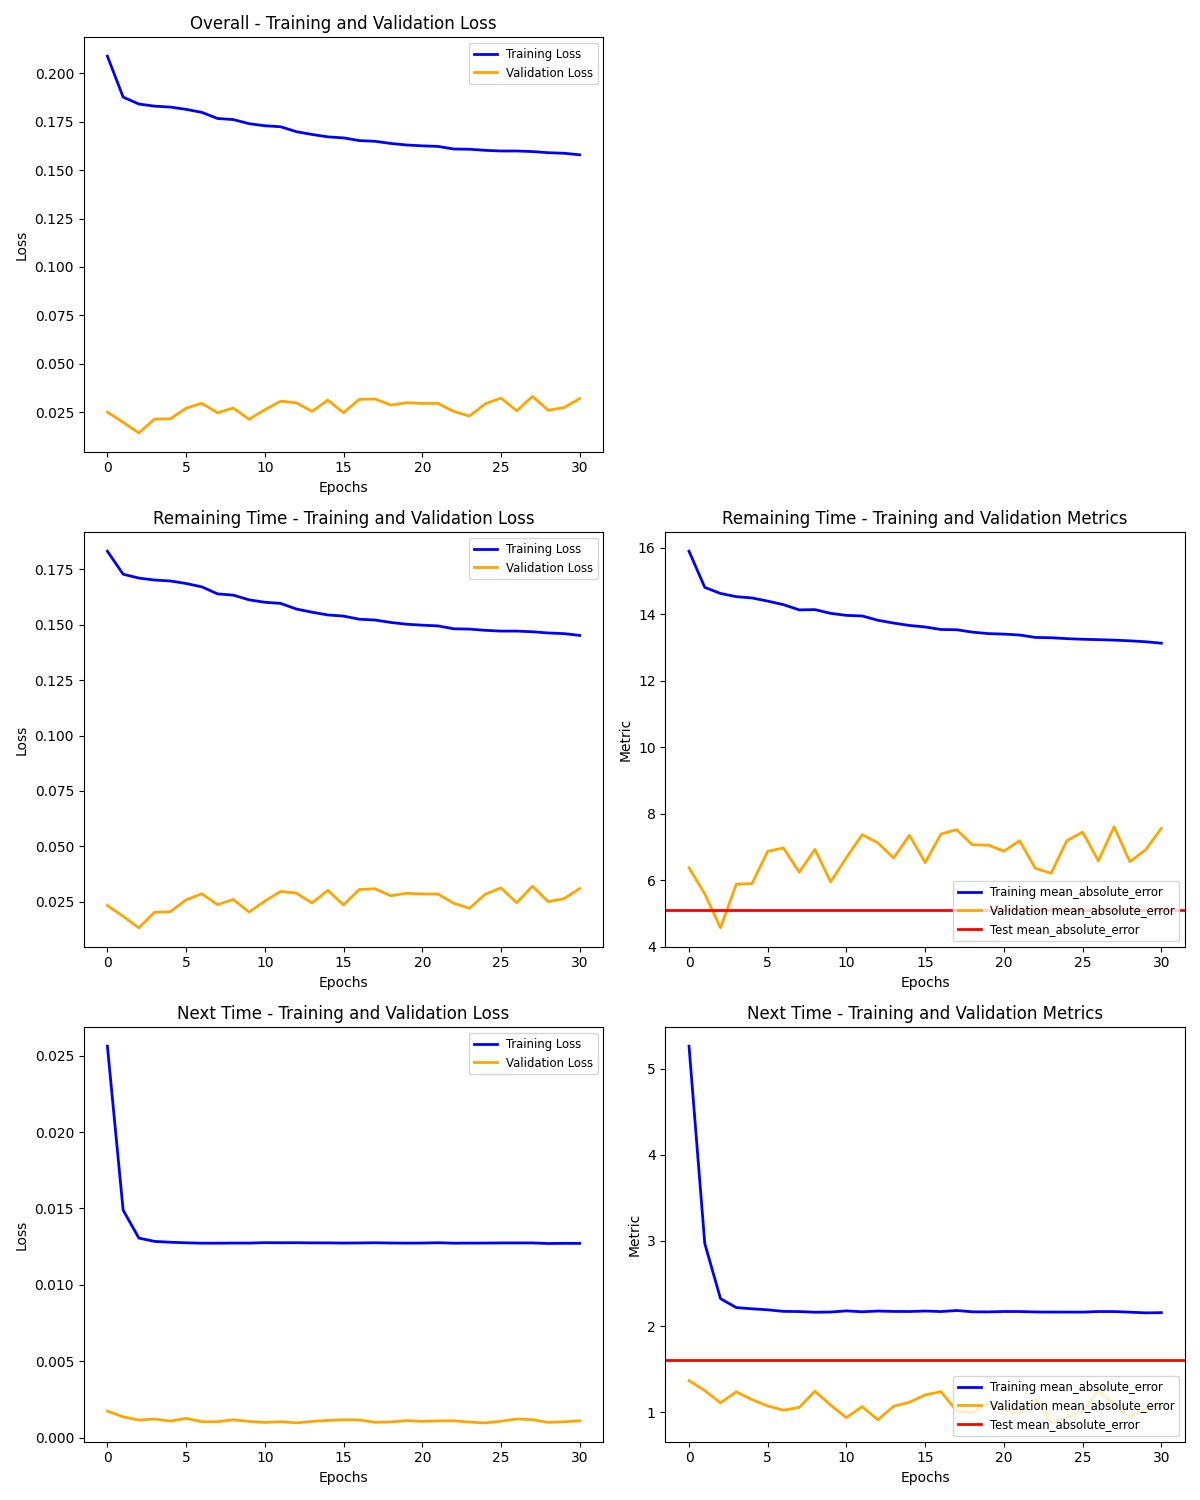 Overall - Training and Validation Loss
Training Loss
Validation Loss
0.200
0.175
0.150
0.125
0.100
0.075
0.050
0.025
Loss
0 5 10 15 20 25 30
Epochs
Remaining Time - Training and Validation Loss
Training Loss
Validation Loss
0.175
0.150
0.125
0.100
0.075
0.050
0.025
Loss
0 5 10 15 20 25 30
Epochs
Remaining Time - Training and Validation Metrics
16
14
12
10
8
6
4
Metric
Training mean_absolute_error
Validation mean_absolute_error
Test mean_absolute_error
0 5 10 15 20 25 30
Epochs
Next Time - Training and Validation Loss
Training Loss
Validation Loss
0.025
0.020
0.015
0.010
0.005
0.000
Loss
0 5 10 15 20 25 30
Epochs
Next Time - Training and Validation Metrics
5
4
3
2
1
Metric
Training mean_absolute_error
Validation mean_absolute_error
Test mean_absolute_error
0 5 10 15 20 25 30
Epochs